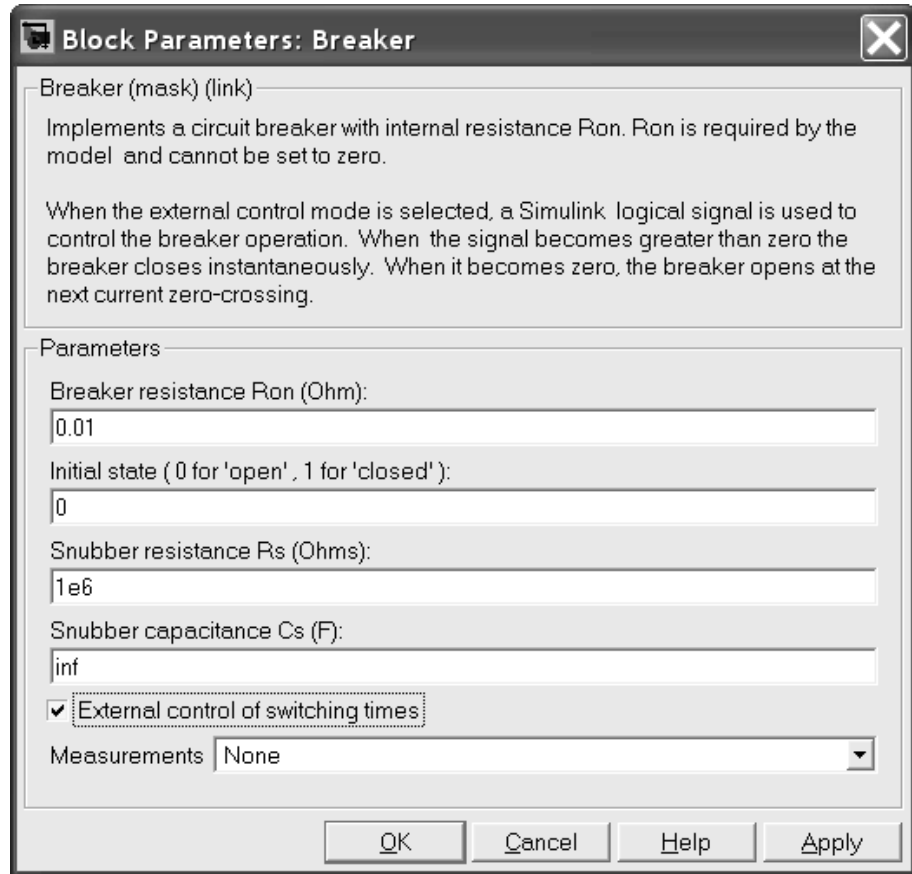 Block Parameters: Breaker
Breaker (mask) (link)
Implements a circuit breaker with internal resistance Ron. Ron is required by the
model and cannot be set to zero.
When the external control mode is selected, a Simulink logical signal is used to
control the breaker operation. When the signal becomes greater than zero the
breaker closes instantaneously. When it becomes zero, the breaker opens at the
next current zero-crossing.
Parameters
Breaker resistance Ron (Ohm):
0.01
Initial state ( 0 for 'open' , 1 for 'closed' ):
0
Snubber resistance Rs (Ohms):
1e6
Snubber capacitance Cs (F):
inf
External control of switching times
Measurements None
OK Cancel Help Apply